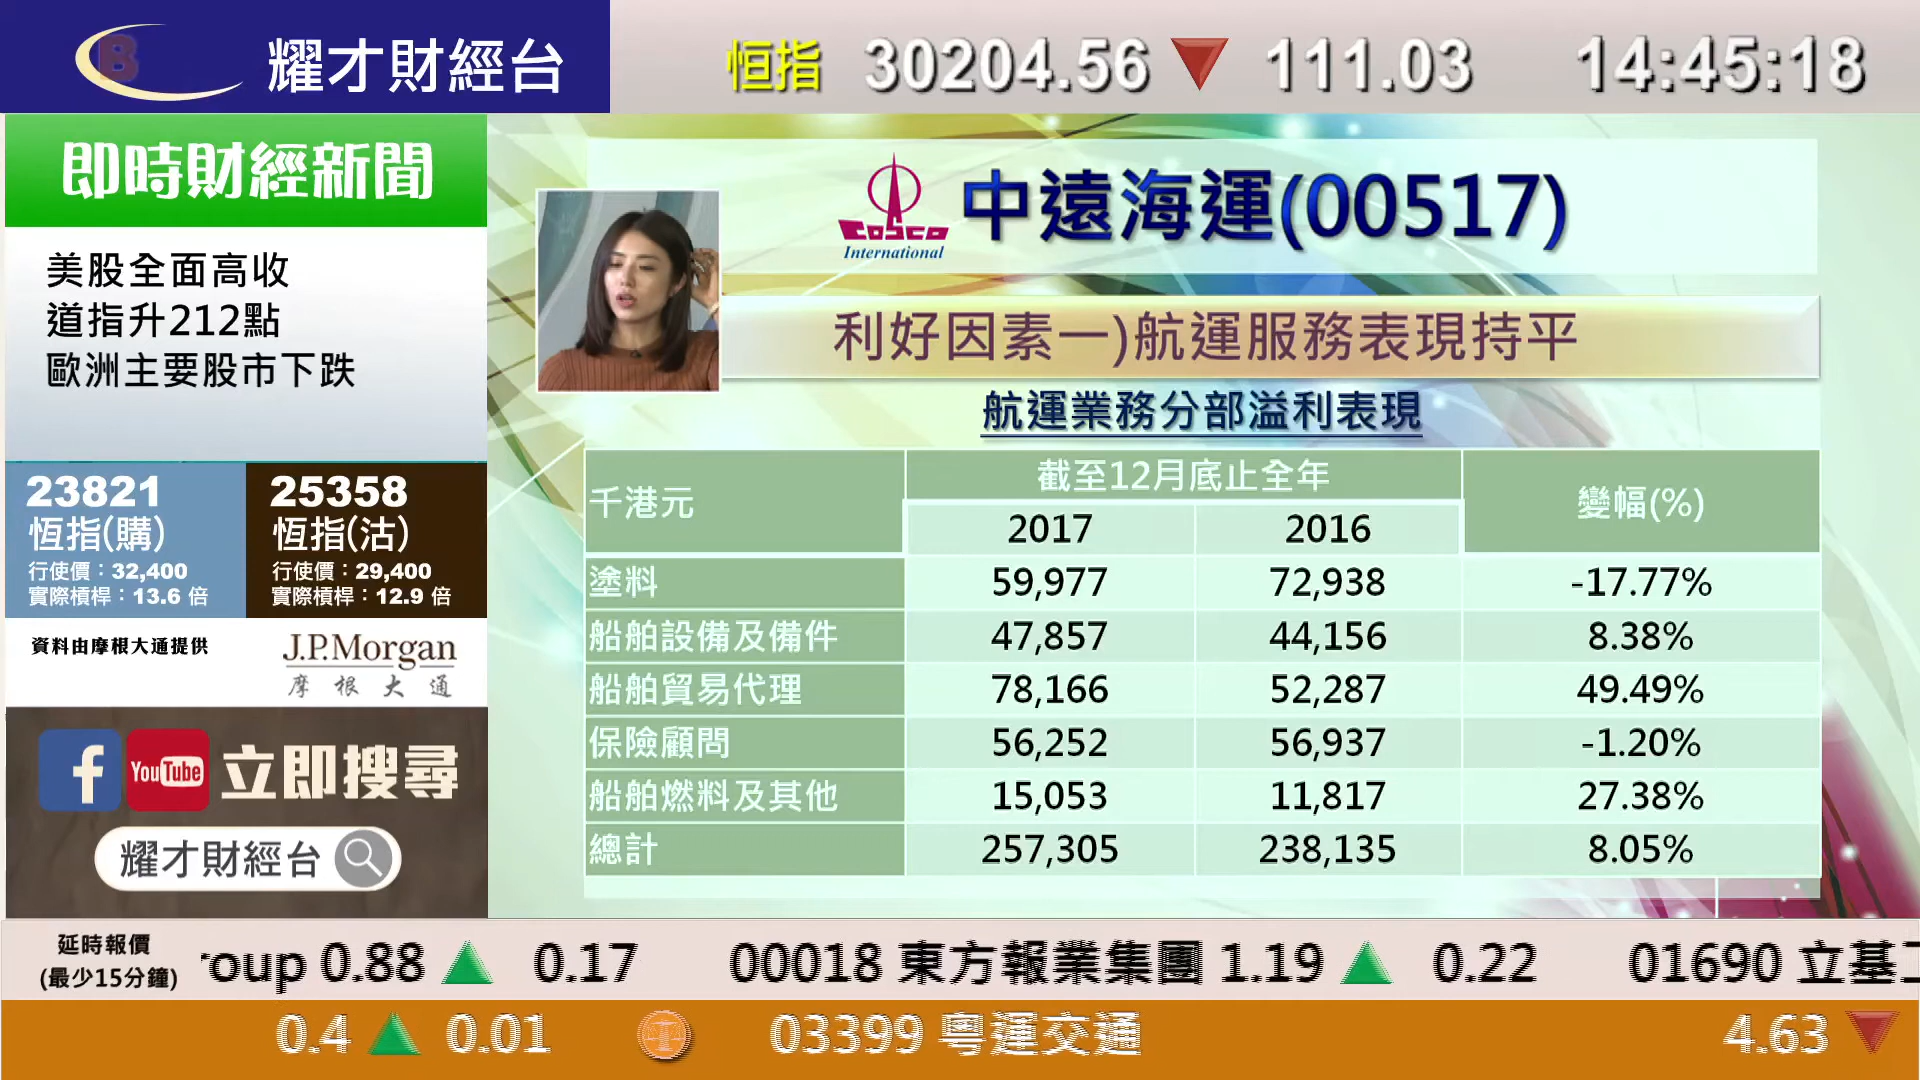 B 耀才財經台
恒指 30204.56 ▼ 111.03 14:45:18
即時財經新聞
美股全面高收
道指升212點
歐洲主要股市下跌
23821
恆指(購)
行使價：32,400
實際槓桿：13.6 倍
25358
恆指(沽)
行使價：29,400
實際槓桿：12.9 倍
資料由摩根大通提供
J.P.Morgan
摩根大通
f YouTube 立即搜尋
耀才財經台
COSCO
International
中遠海運(00517)
利好因素一)航運服務表現持平
航運業務分部溢利表現
千港元 截至12月底止全年 變幅(%)
2017 2016
塗料 59,977 72,938 -17.77%
船舶設備及備件 47,857 44,156 8.38%
船舶貿易代理 78,166 52,287 49.49%
保險顧問 56,252 56,937 -1.20%
船舶燃料及其他 15,053 11,817 27.38%
總計 257,305 238,135 8.05%
延時報價
(最少15分鐘)
oup 0.88 ▲ 0.17 00018 東方報業集團 1.19 ▲ 0.22 01690 立基
0.4 ▲ 0.01 03399 粵運交通 4.63 ▼